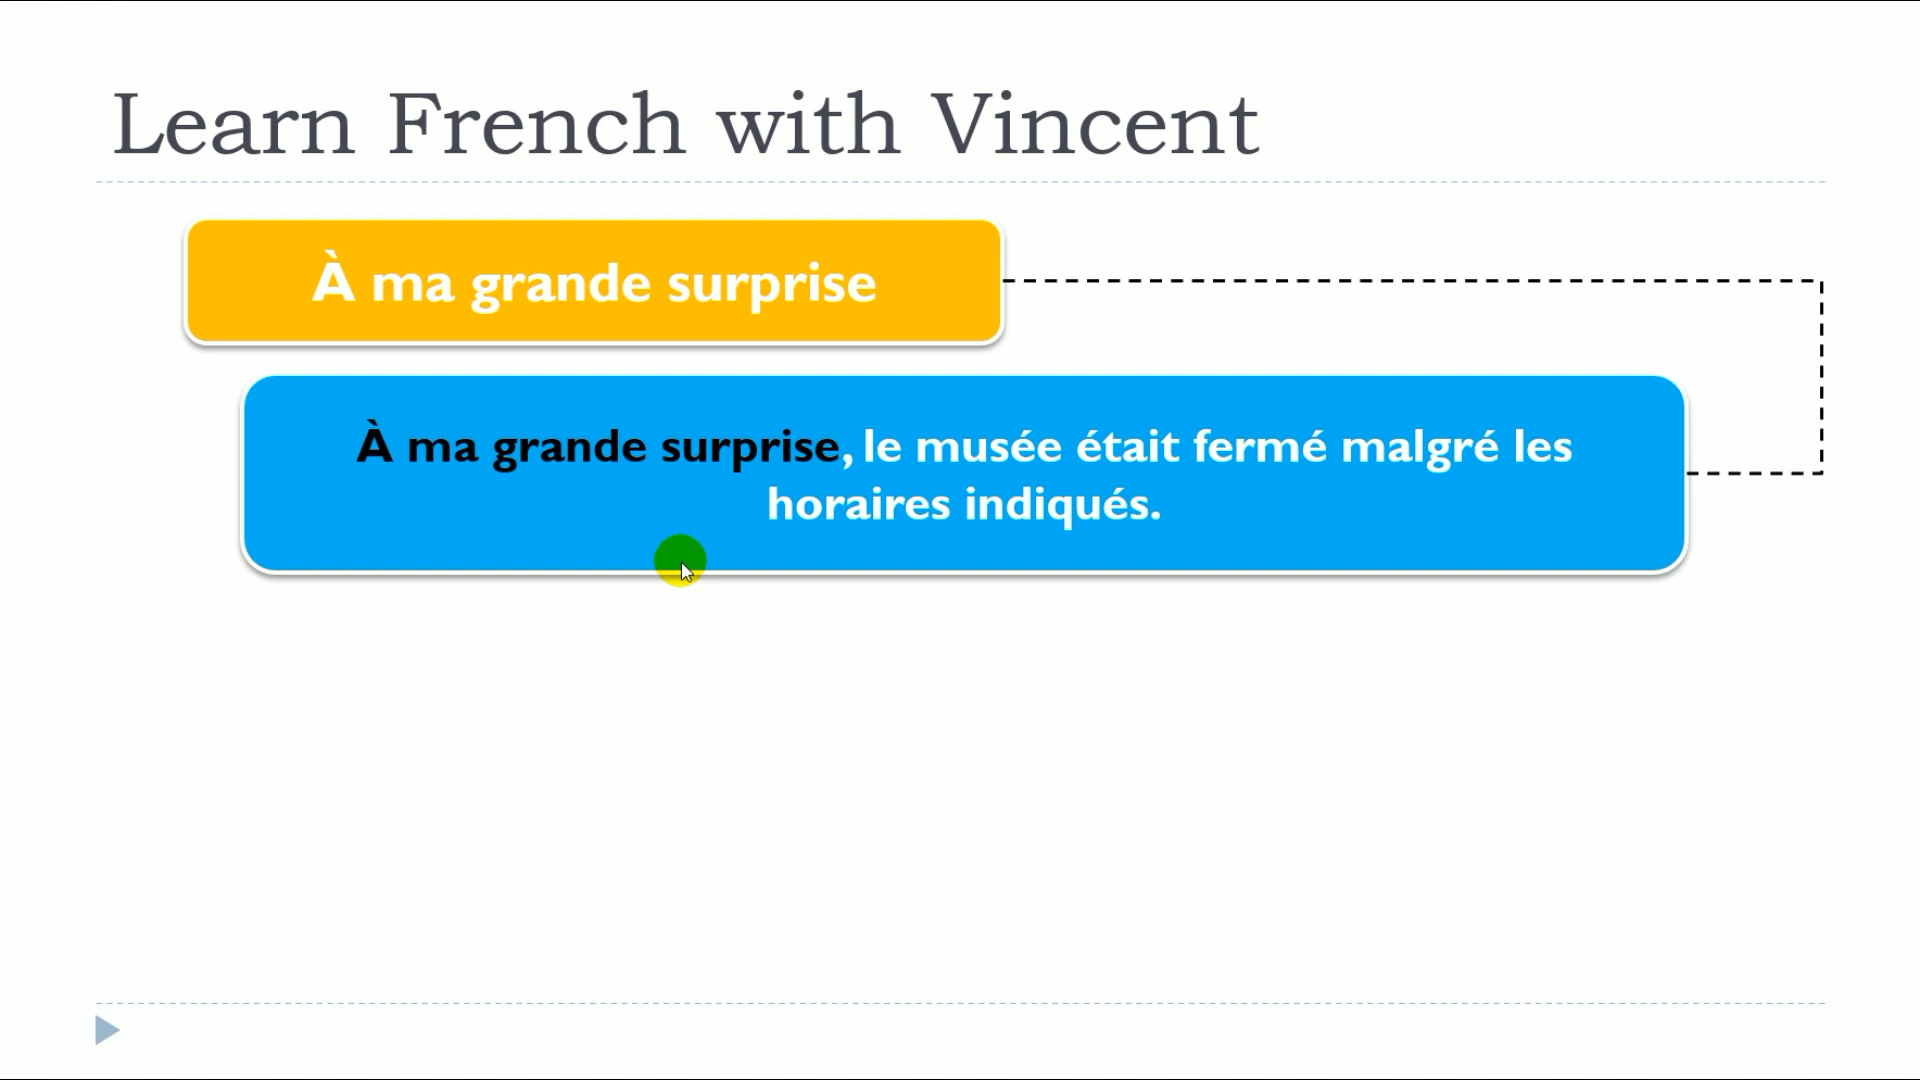 Learn French with Vincent
À ma grande surprise
À ma grande surprise, le musée était fermé malgré les
horaires indiqués.